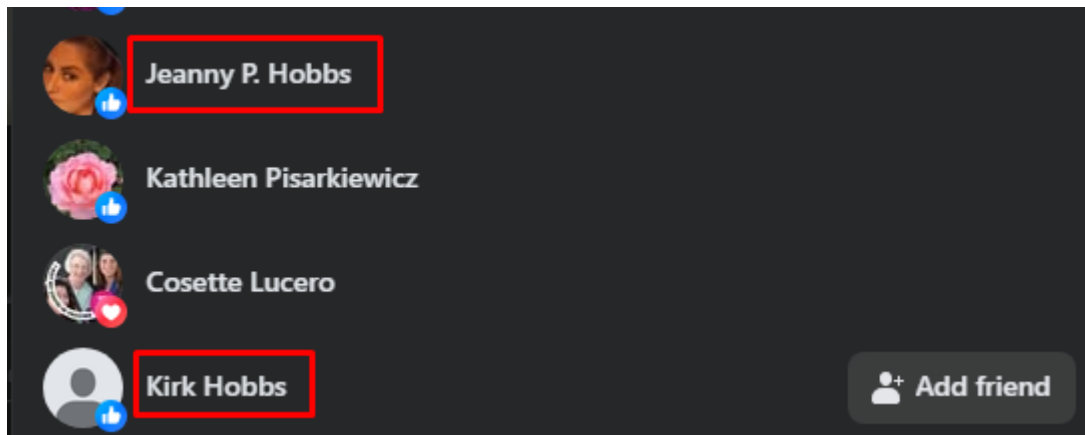 Jeanny P. Hobbs
Kathleen Pisarkiewicz
Cosette Lucero
Kirk Hobbs
Add friend